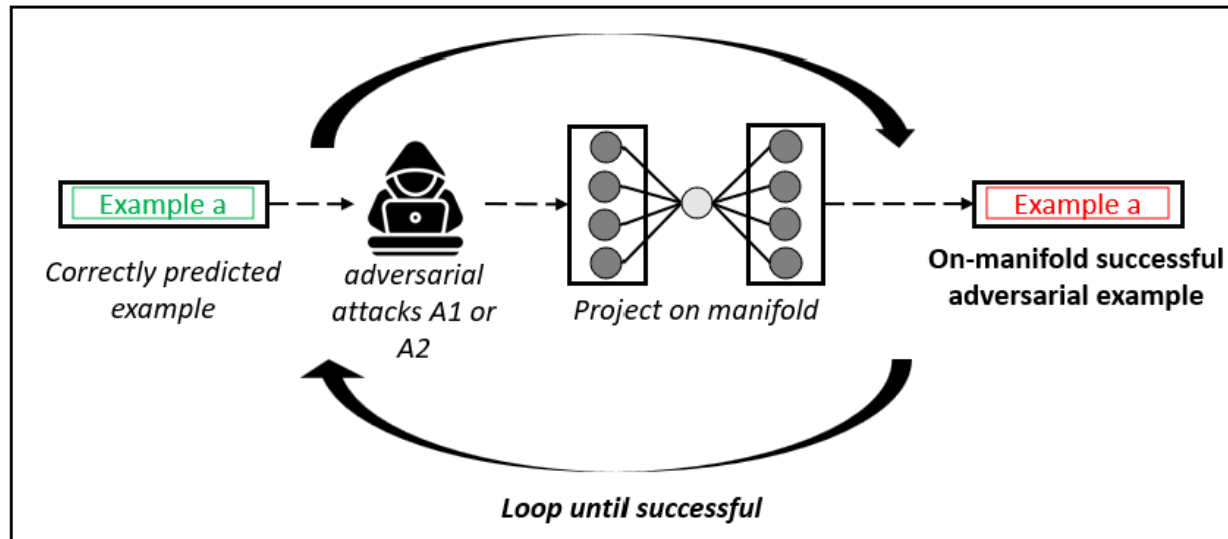 Example a
Correctly predicted
example
adversarial
attacks A1 or
A2
Project on manifold
Example a
On-manifold successful
adversarial example
Loop until successful